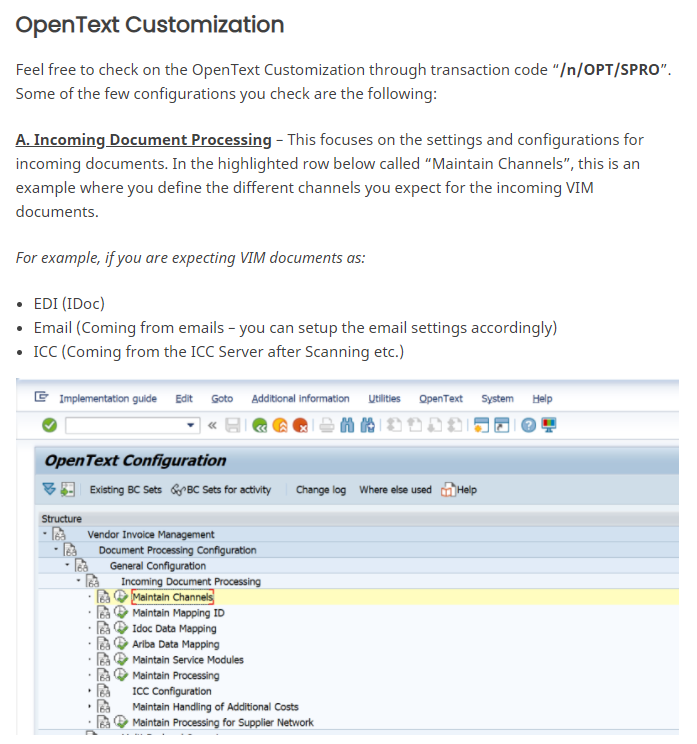 OpenText Customization
Feel free to check on the OpenText Customization through transaction code “/n/OPT/SPRO”.
Some of the few configurations you check are the following:
A. Incoming Document Processing – This focuses on the settings and configurations for
incoming documents. In the highlighted row below called “Maintain Channels”, this is an
example where you define the different channels you expect for the incoming VIM
documents.
For example, if you are expecting VIM documents as:
• EDI (IDoc)
• Email (Coming from emails – you can setup the email settings accordingly)
• ICC (Coming from the ICC Server after Scanning etc.)
Implementation guide Edit Goto Additional Information Utilities OpenText System Help
OpenText Configuration
Existing BC Sets BC Sets for activity Change log Where else used Help
Structure
Vendor Invoice Management
Document Processing Configuration
General Configuration
Incoming Document Processing
Maintain Channels
Maintain Mapping ID
Idoc Data Mapping
Ariba Data Mapping
Maintain Service Modules
Maintain Processing
ICC Configuration
Maintain Handling of Additional Costs
Maintain Processing for Supplier Network